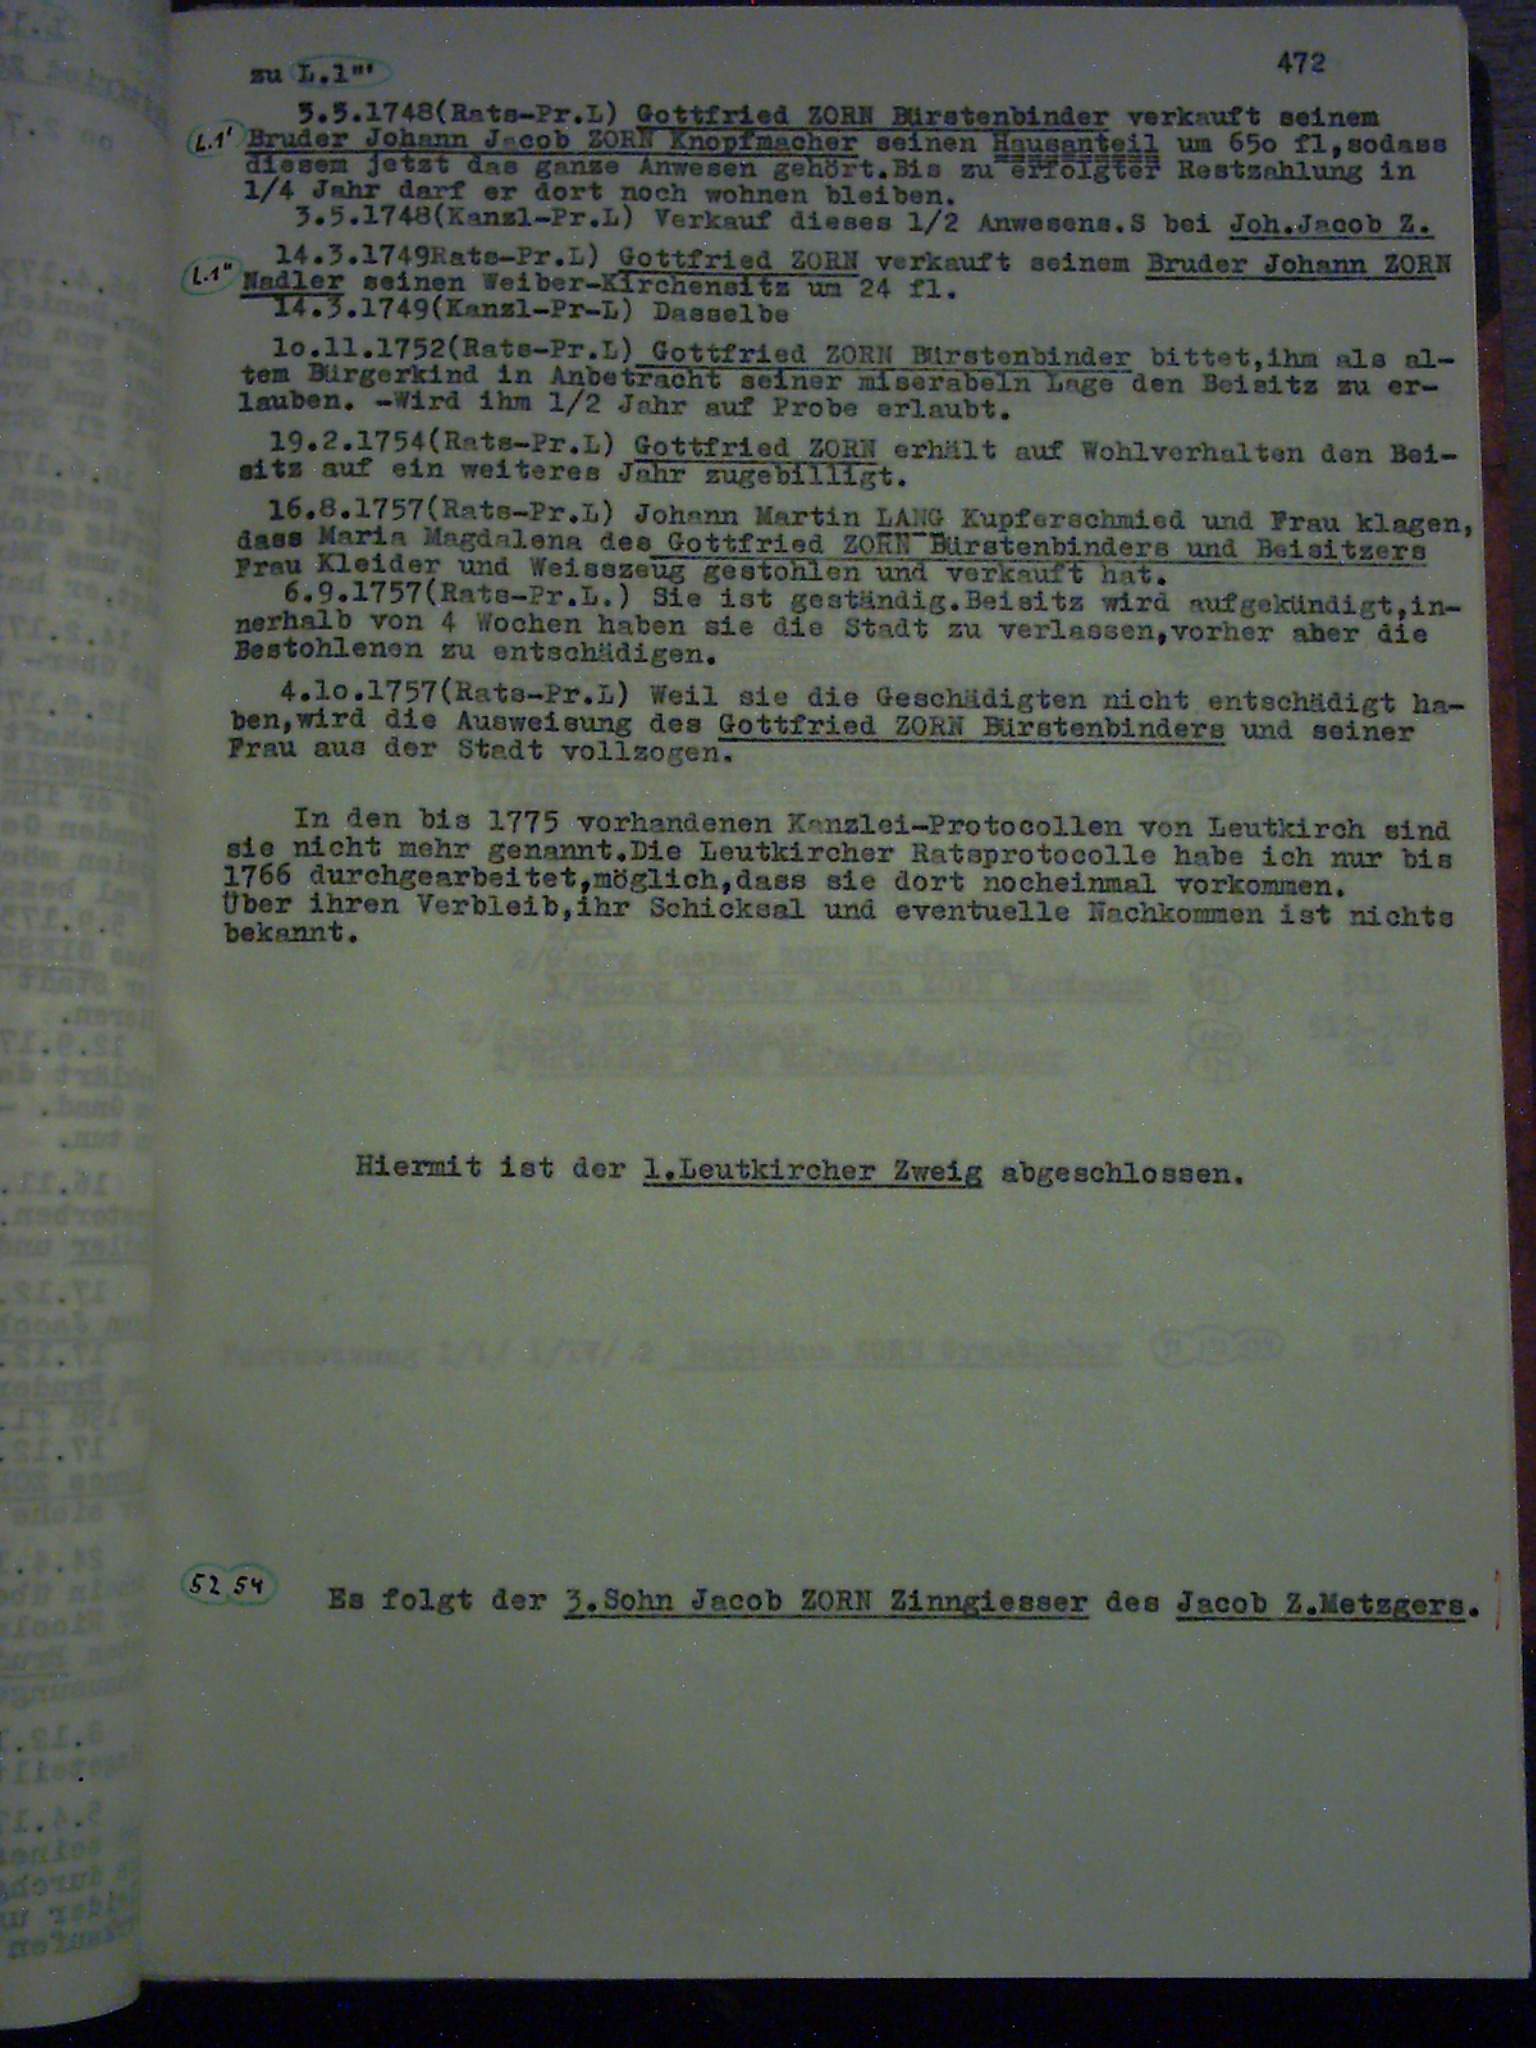 472
zu L.1"'
3.5.1748(Rats-Pr.L) Gottfried ZORN Bürstenbinder verkauft seinem
L.1' Bruder Johann Jacob ZORN Knopfmacher seinen Hausanteil um 65o fl,sodass
diesem jetzt das ganze Anwesen gehört.Bis zu erfolgter Restzahlung in
1/4 Jahr darf er dort noch wohnen bleiben.
3.5.1748(Kanzl-Pr.L) Verkauf dieses 1/2 Anwesens.S bei Joh.Jacob Z.
14.3.1749Rats-Pr.L) Gottfried ZORN verkauft seinem Bruder Johann ZORN
L.1" Nadler seinen Weiber-Kirchensitz um 24 fl.
14.3.1749(Kanzl-Pr-L) Dasselbe
1o.11.1752(Rats-Pr.L) Gottfried ZORN Bürstenbinder bittet,ihm als al-
tem Bürgerkind in Anbetracht seiner miserabeln Lage den Beisitz zu er-
lauben. -Wird ihm 1/2 Jahr auf Probe erlaubt.
19.2.1754(Rats-Pr.L) Gottfried ZORN erhält auf Wohlverhalten den Bei-
sitz auf ein weiteres Jahr zugebilligt.
16.8.1757(Rats-Pr.L) Johann Martin LANG Kupferschmied und Frau klagen,
dass Maria Magdalena des Gottfried ZORN Bürstenbinders und Beisitzers
Frau Kleider und Weisszeug gestohlen und verkauft hat.
6.9.1757(Rats-Pr.L.) Sie ist geständig.Beisitz wird aufgekündigt,in-
nerhalb von 4 Wochen haben sie die Stadt zu verlassen,vorher aber die
Bestohlenen zu entschädigen.
4.1o.1757(Rats-Pr.L) Weil sie die Geschädigten nicht entschädigt ha-
ben,wird die Ausweisung des Gottfried ZORN Bürstenbinders und seiner
Frau aus der Stadt vollzogen.
In den bis 1775 vorhandenen Kanzlei-Protocollen von Leutkirch sind
sie nicht mehr genannt.Die Leutkircher Ratsprotocolle habe ich nur bis
1766 durchgearbeitet,möglich,dass sie dort nocheinmal vorkommen.
Über ihren Verbleib,ihr Schicksal und eventuelle Nachkommen ist nichts
bekannt.
Hiermit ist der 1.Leutkircher Zweig abgeschlossen.
52 54 Es folgt der 3.Sohn Jacob ZORN Zinngiesser des Jacob Z.Metzgers.